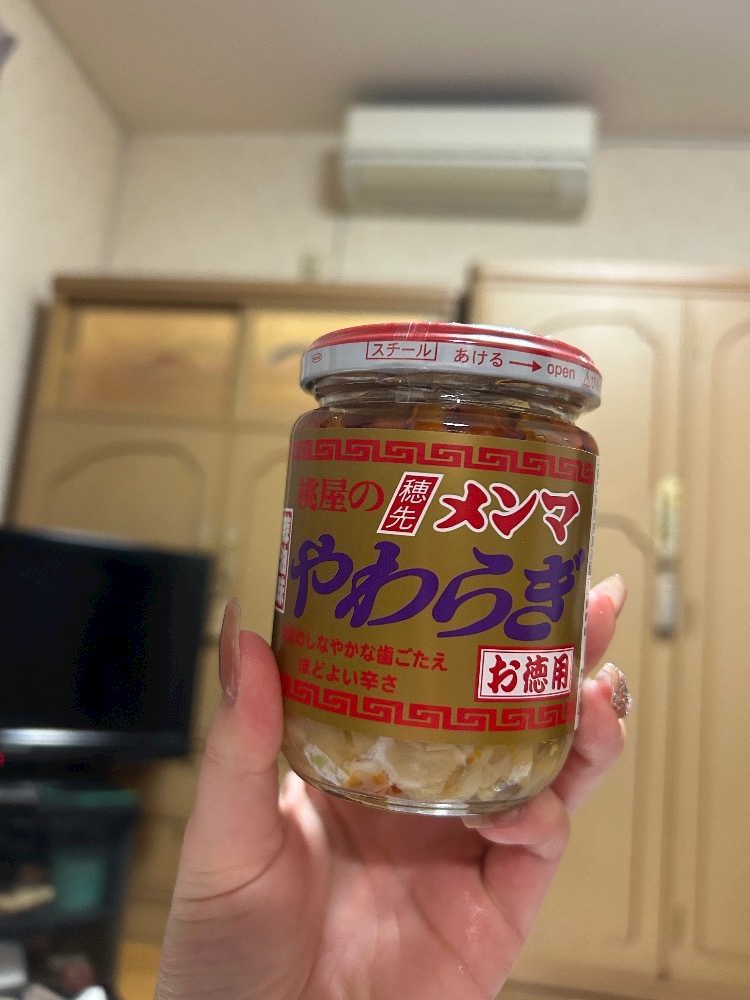 スチール あける→open
桃屋の 穂先 メンマ
やわらぎ
のしなやかな歯ごたえ
ほどよい辛さ
お徳用